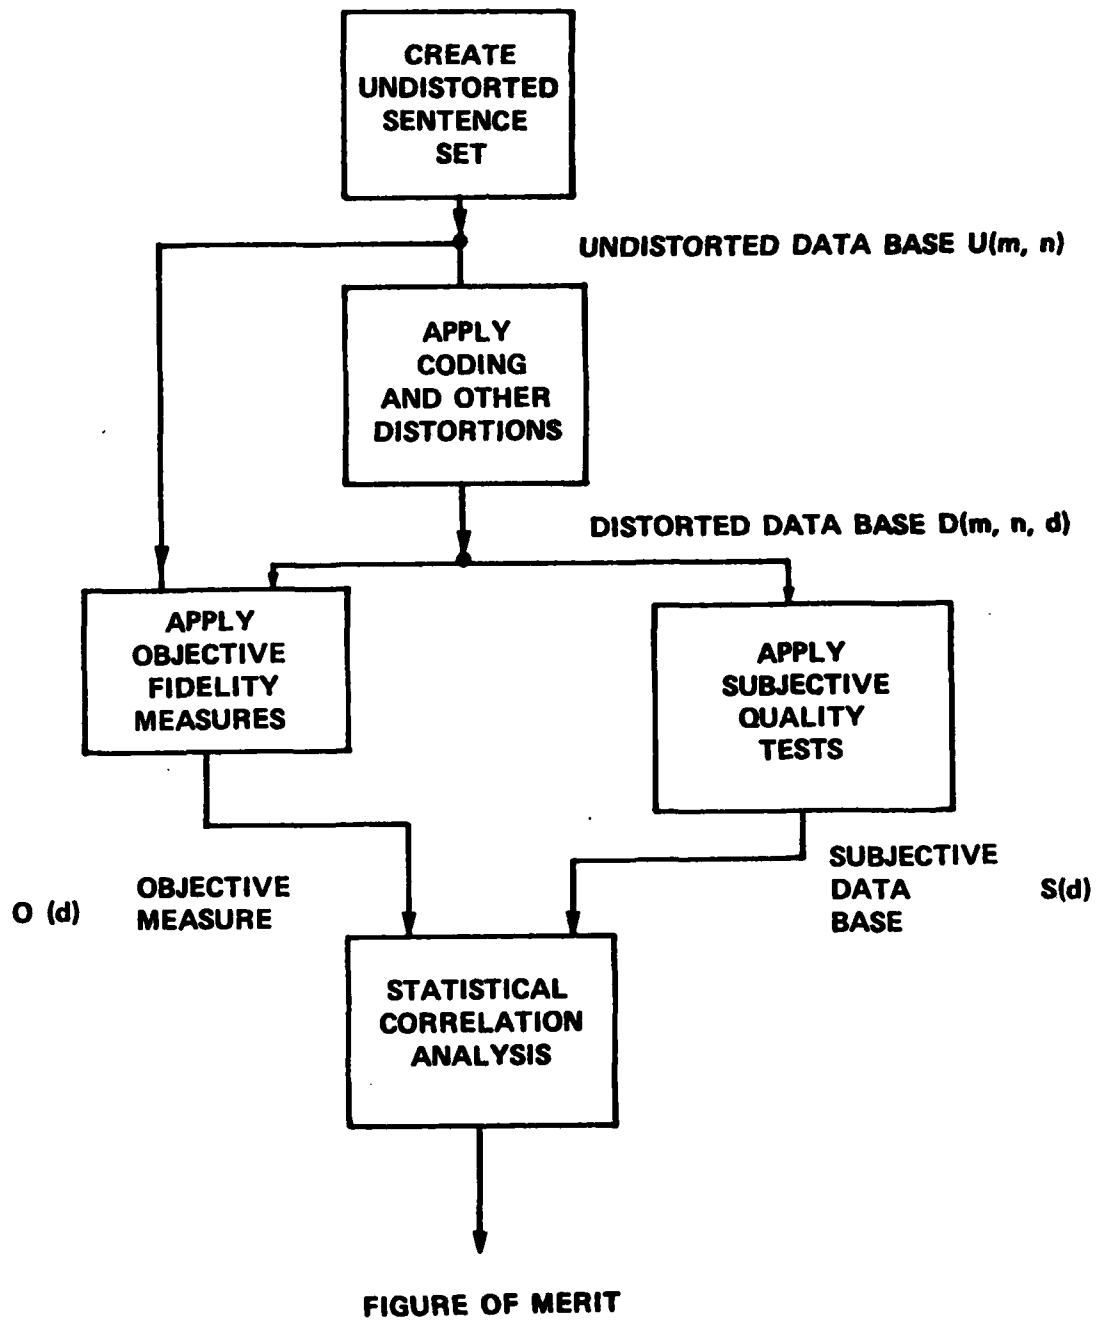 CREATE
UNDISTORTED
SENTENCE
SET
UNDISTORTED DATA BASE U(m, n)
APPLY
CODING
AND OTHER
DISTORTIONS
DISTORTED DATA BASE D(m, n, d)
APPLY
OBJECTIVE
FIDELITY
MEASURES
APPLY
SUBJECTIVE
QUALITY
TESTS
O (d)
OBJECTIVE
MEASURE
SUBJECTIVE
DATA
BASE
S(d)
STATISTICAL
CORRELATION
ANALYSIS
FIGURE OF MERIT